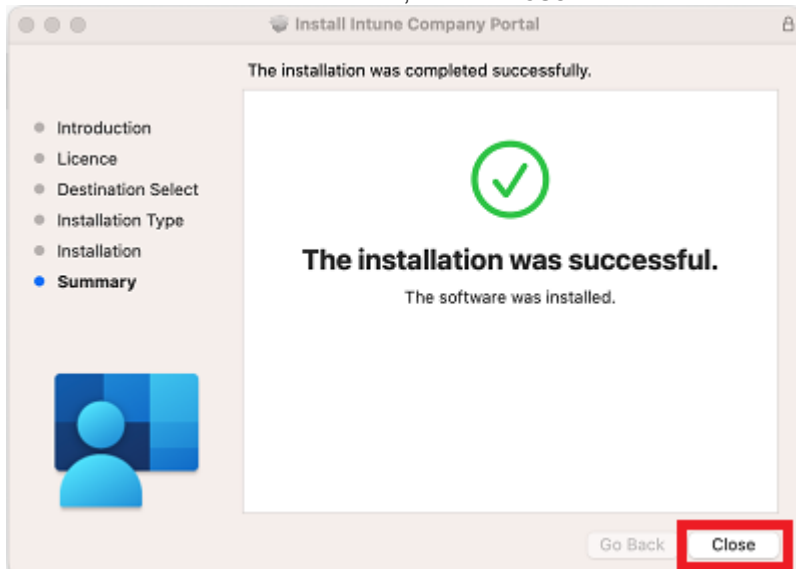 Install Intune Company Portal
The installation was completed successfully.
Introduction
Licence
Destination Select
Installation Type
Installation
Summary
The installation was successful.
The software was installed.
Go Back
Close